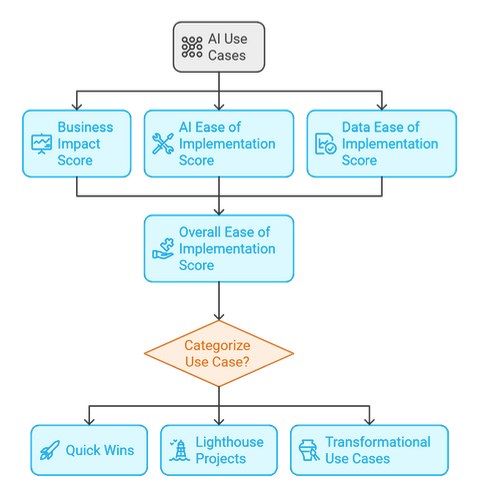 AI Use
Cases
Business
Impact
Score
AI Ease of
Implementation
Score
Data Ease of
Implementation
Score
Overall Ease of
Implementation
Score
Categorize
Use Case?
Quick Wins
Lighthouse
Projects
Transformational
Use Cases